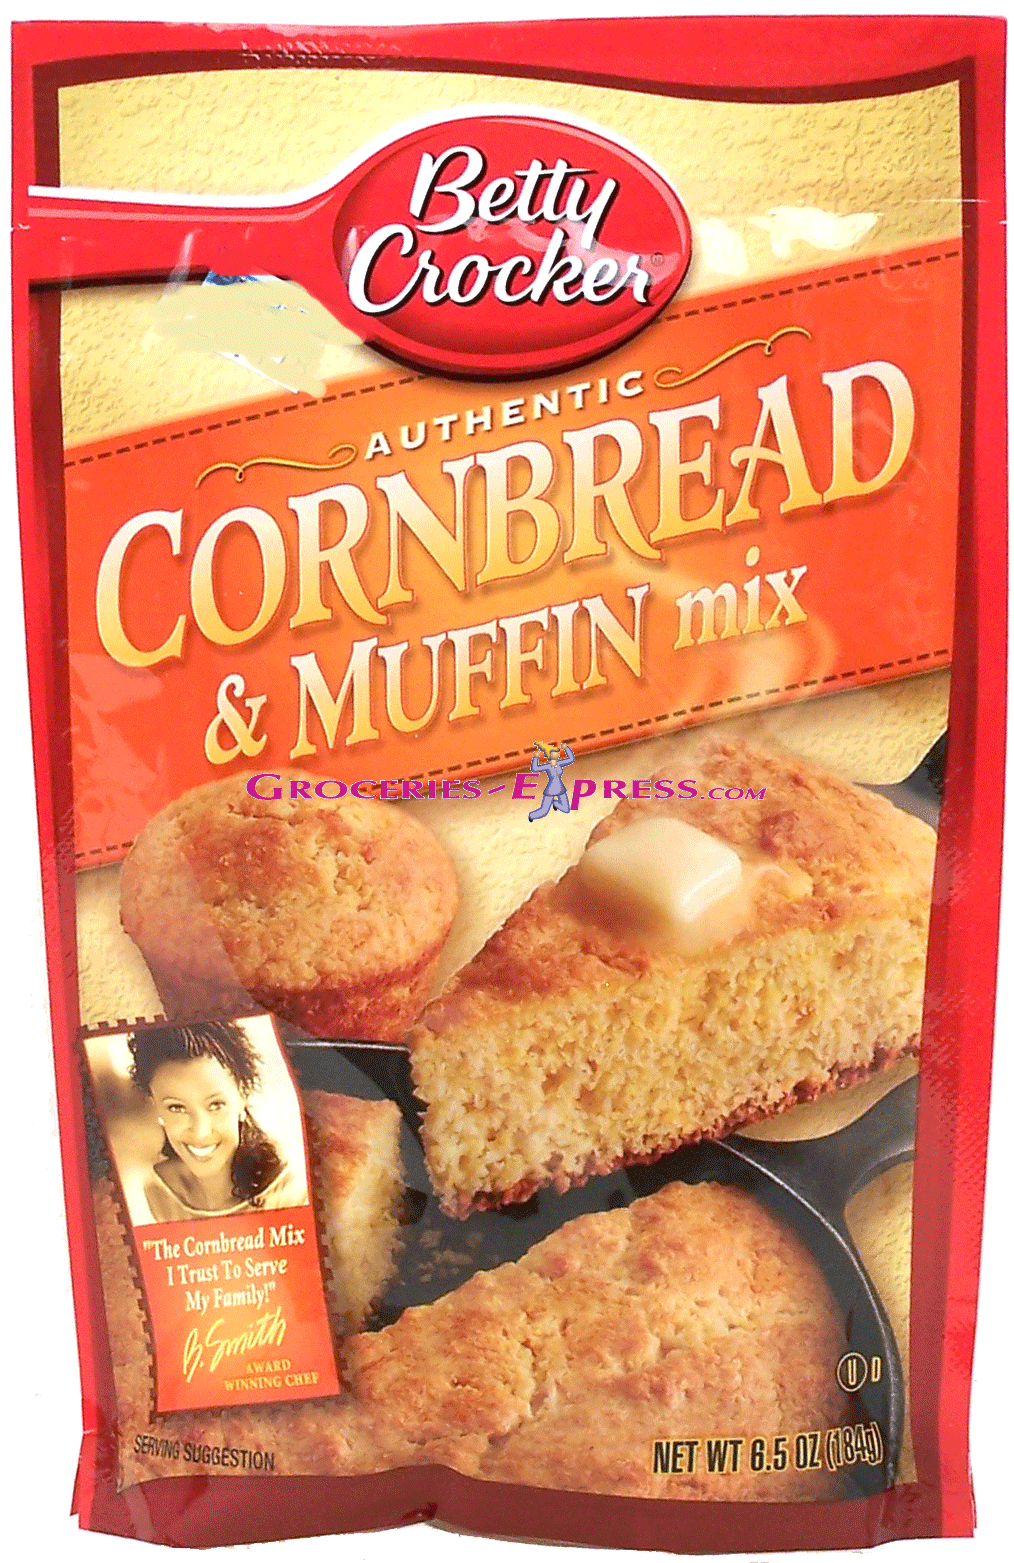 Betty
Crocker®
AUTHENTIC
CORNBREAD
& MUFFIN mix
GROCERIES-EXPRESS.COM
"The Cornbread Mix
I Trust To Serve
My Family!"
B. Smith
AWARD
WINNING CHEF
U D
SERVING SUGGESTION
NET WT 6.5 OZ (184g)